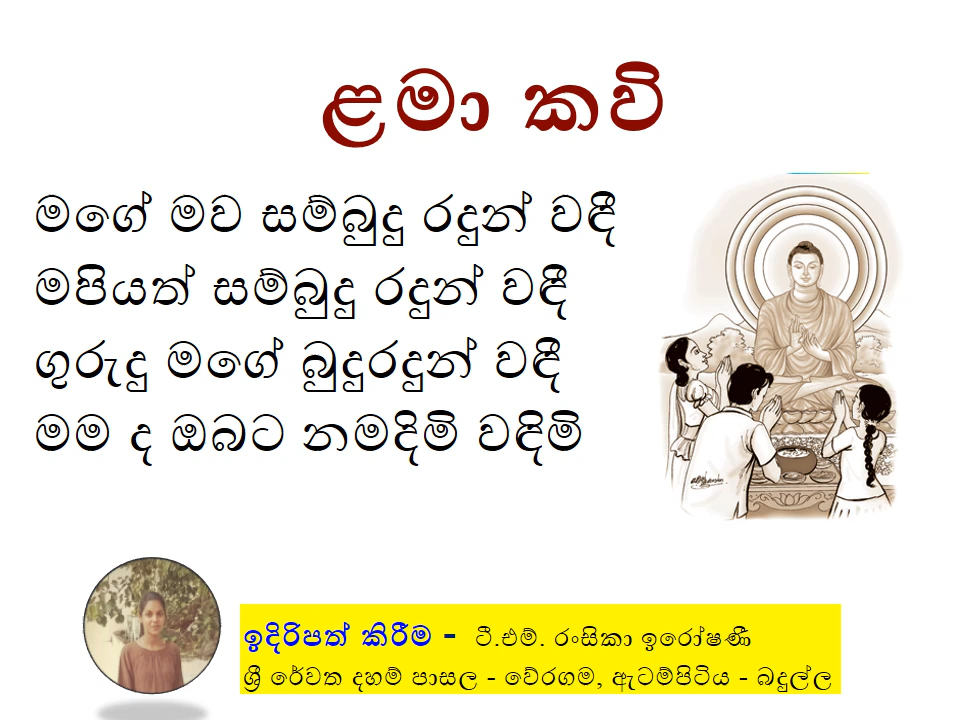 ළමා කවි
මගේ මව සම්බුදු රදුන් වඳී
මපියත් සම්බුදු රදුන් වඳී
ගුරුදු මගේ බුදුරදුන් වඳී
මම ද ඔබට නමදිමි වඳිමි
ඉදිරිපත් කිරීම - ටී.එම්. රංසිකා ඉරෝෂණී
ශ්‍රී රේවත දහම් පාසල - වේරගම, ඇටම්පිටිය - බදුල්ල